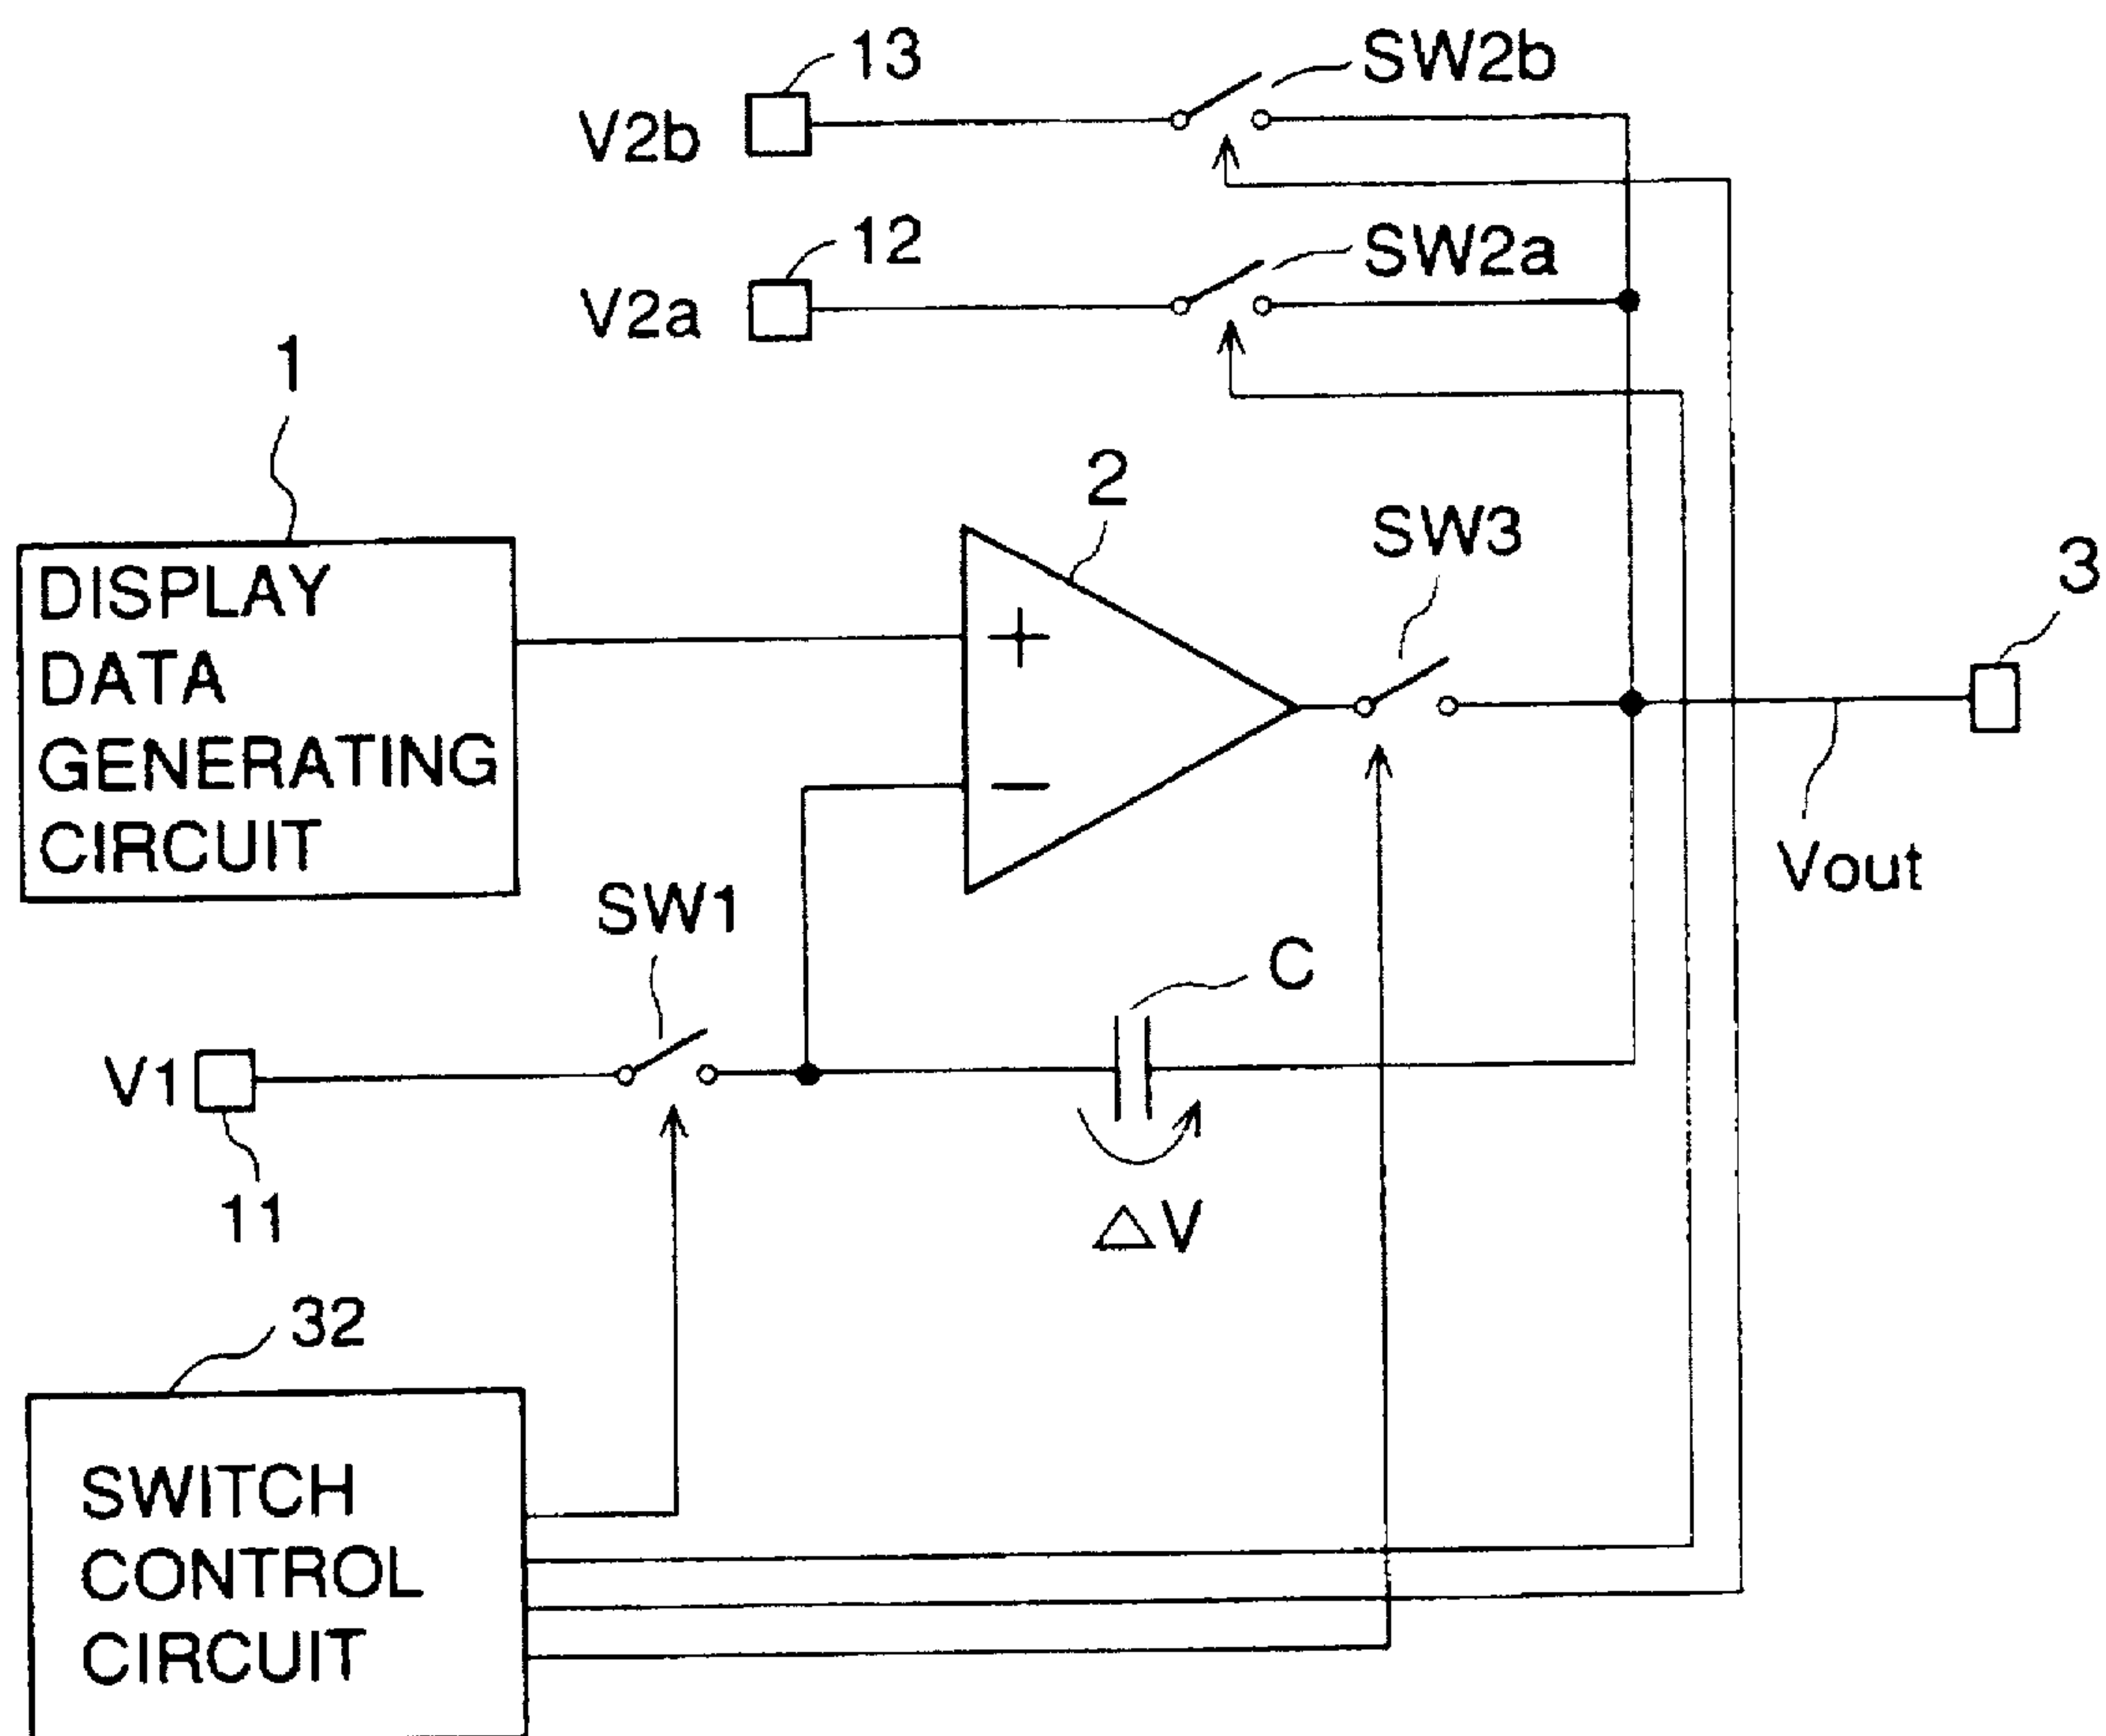 13
SW2b
V2b
12
SW2a
V2a
1
2
SW3
3
DISPLAY
DATA
GENERATING
CIRCUIT
+
−
Vout
SW1
C
V1
11
△V
32
SWITCH
CONTROL
CIRCUIT